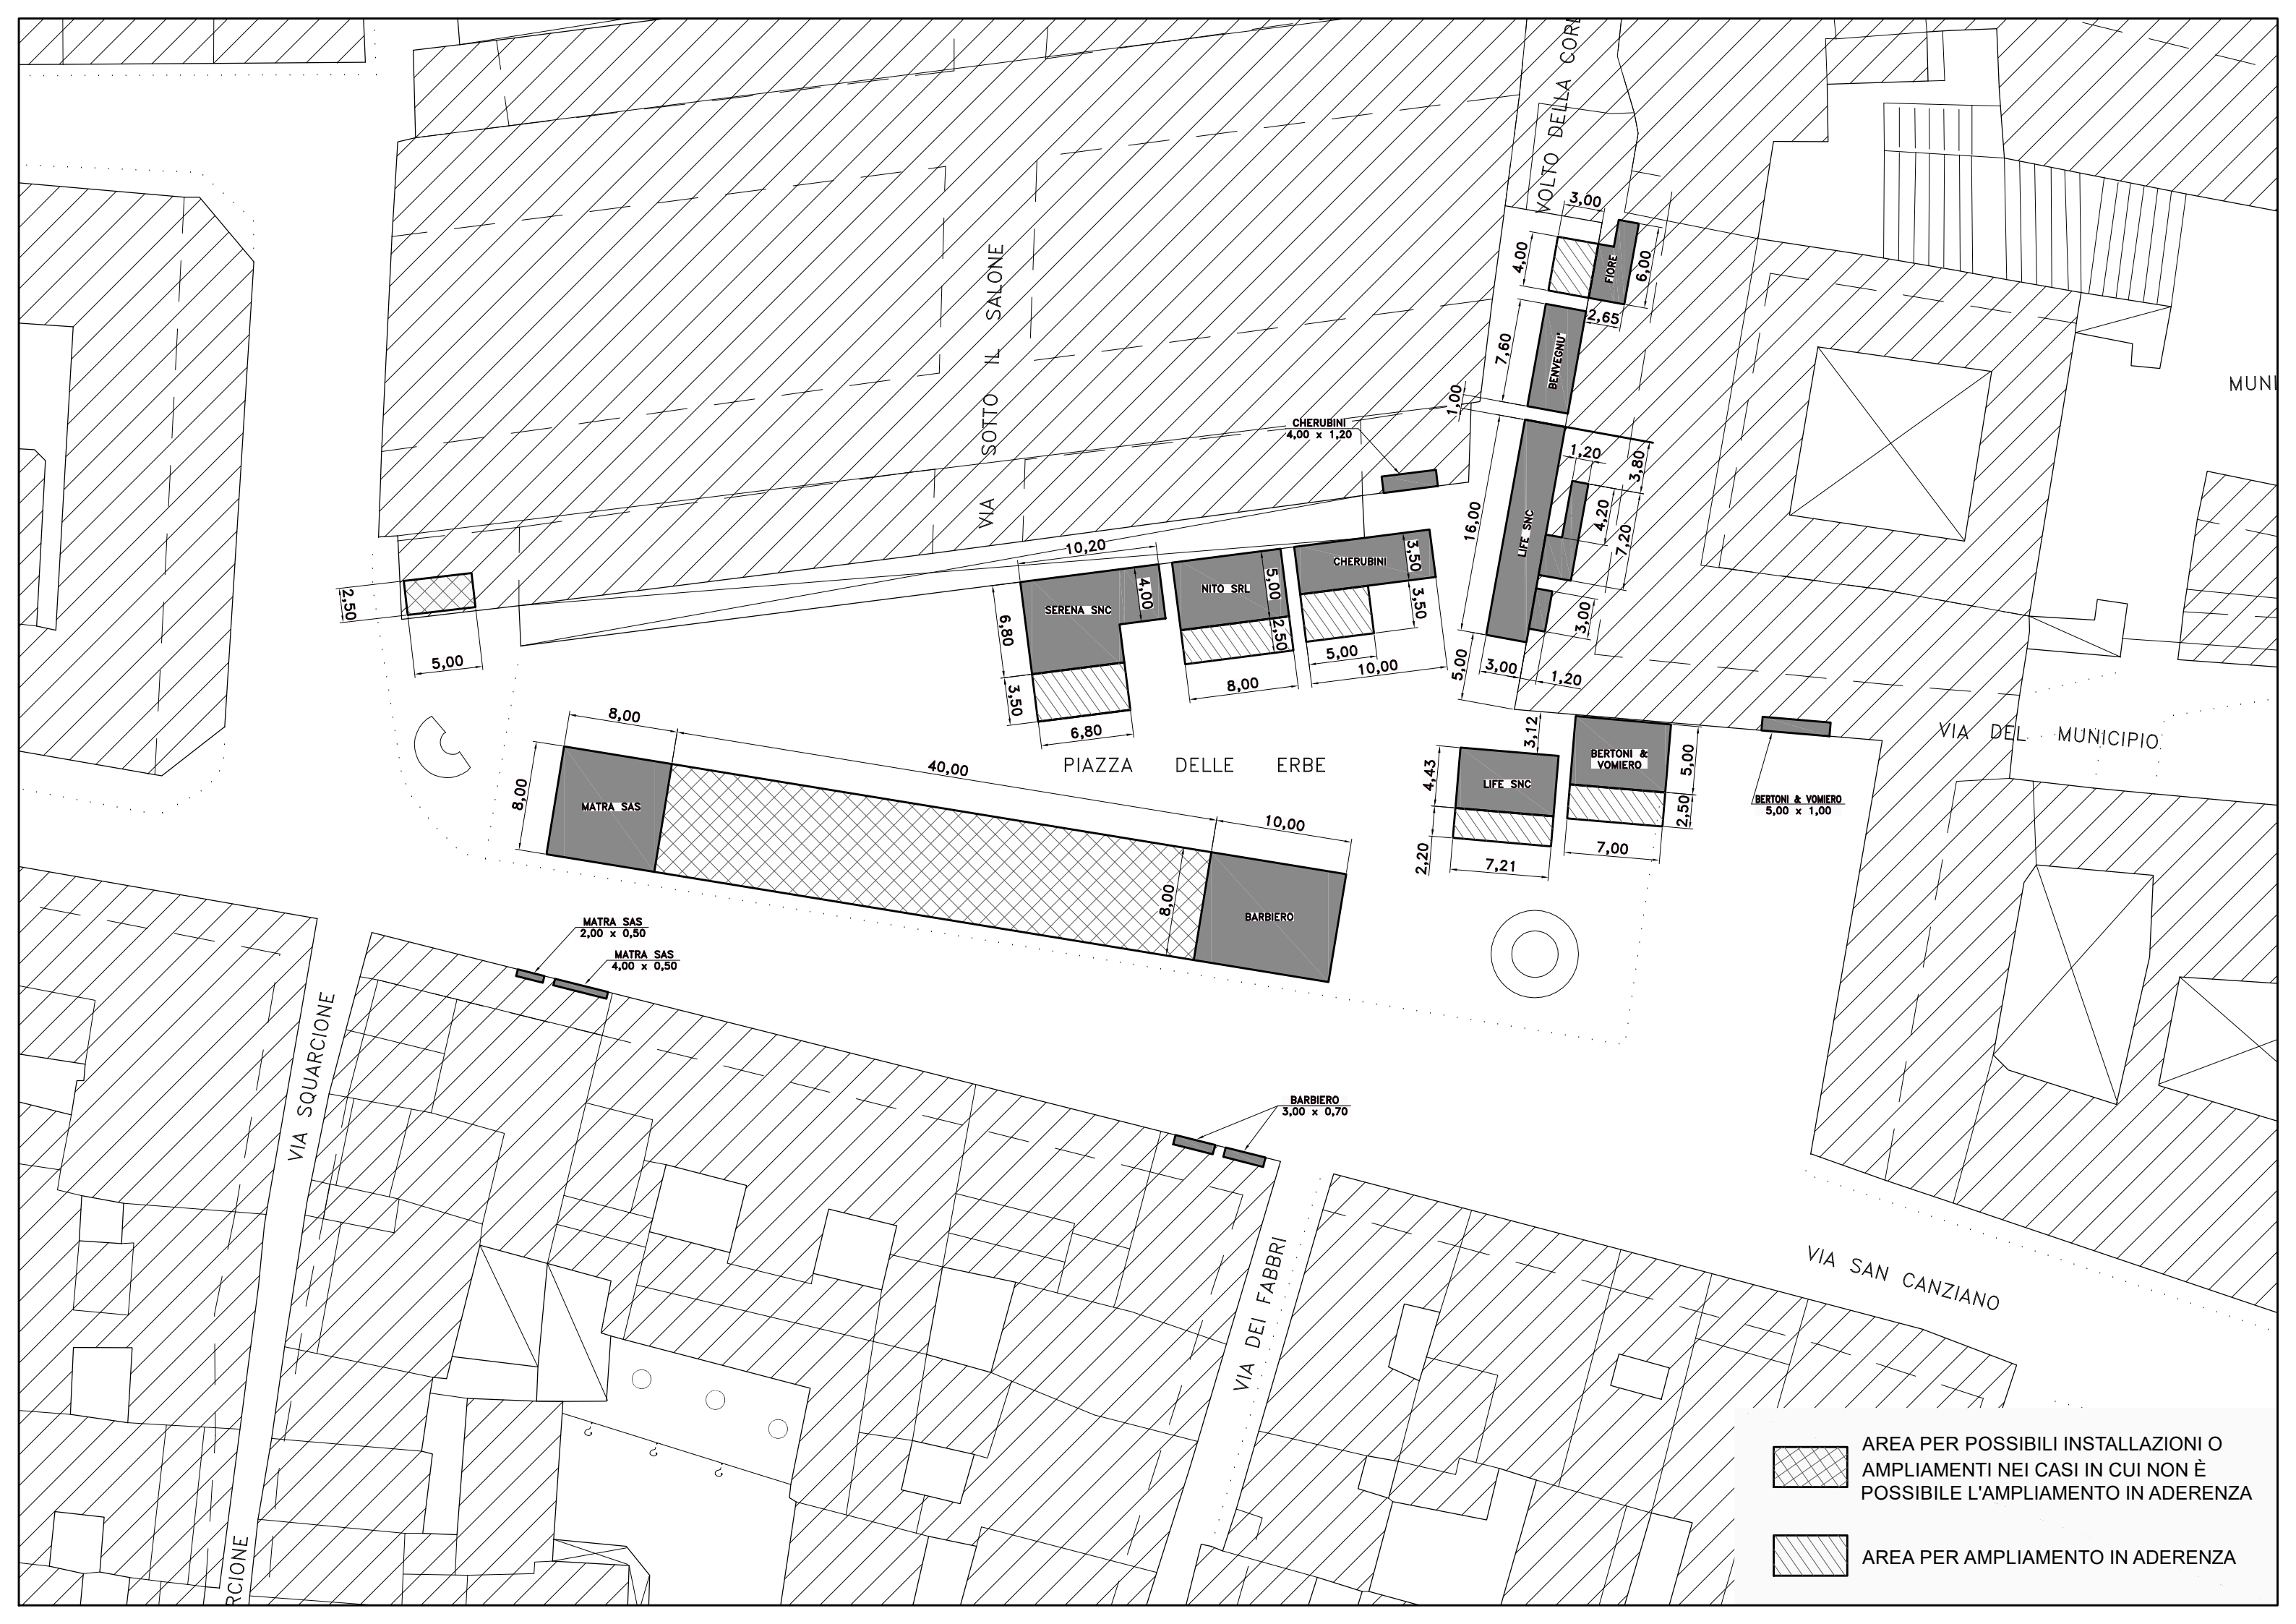 VOLTO DELLA
3,00
4,00
FIORE
6,00
2,65
7,60
BENVEGNU'
1,00
MUNI
VIA SOTTO IL SALONE
CHERUBINI
4,00 x 1,20
1,20
3,80
16,00
LIFE SNC
4,20
7,20
3,00
5,00
3,00
1,20
10,20
SERENA SNC
4,00
6,80
3,50
6,80
NITO SRL
5,00
2,50
8,00
CHERUBINI
3,50
3,50
5,00
10,00
2,50
5,00
8,00
8,00
MATRA SAS
40,00
PIAZZA DELLE ERBE
8,00
10,00
BARBIERO
3,12
4,43
LIFE SNC
2,20
7,21
BERTONI &
VOMIERO
5,00
2,50
7,00
VIA DEL MUNICIPIO
BERTONI & VOMIERO
5,00 x 1,00
MATRA SAS
2,00 x 0,50
MATRA SAS
4,00 x 0,50
VIA SQUARCIONE
BARBIERO
3,00 x 0,70
VIA DEI FABBRI
VIA SAN CANZIANO
RCIONE
AREA PER POSSIBILI INSTALLAZIONI O
AMPLIAMENTI NEI CASI IN CUI NON È
POSSIBILE L'AMPLIAMENTO IN ADERENZA
AREA PER AMPLIAMENTO IN ADERENZA